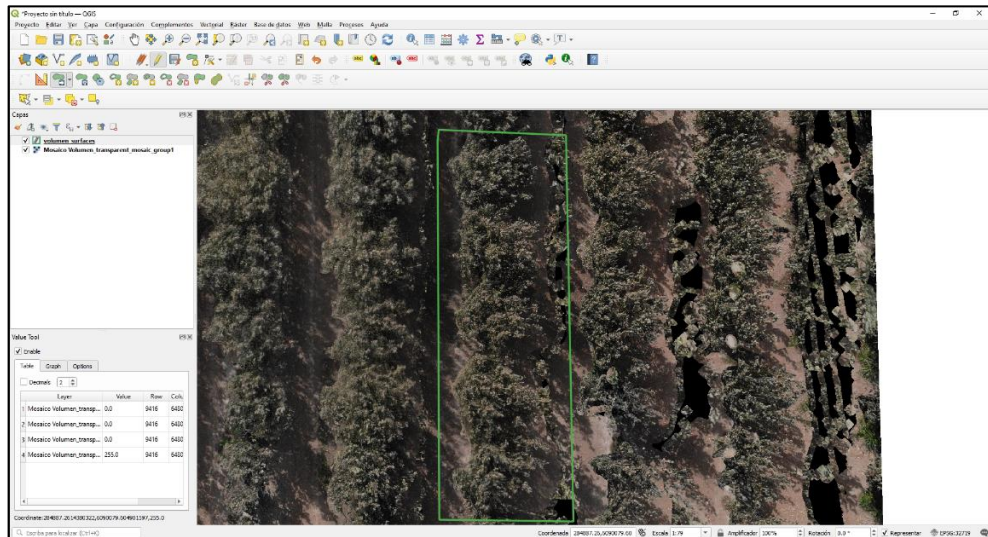 *Proyecto sin título — QGIS
Proyecto Editar Ver Capa Configuración Complementos Vectorial Ráster Base de datos Web Malla Procesos Ayuda
Capas
volumen_surfaces
Mosaico Volumen_transparent_mosaic_group1
Value Tool
Enable
Table Graph Options
Decimals 2
Layer Value Row
1 Mosaico Volumen_transp... 0.0 9416 6480
2 Mosaico Volumen_transp... 0.0 9416 6480
3 Mosaico Volumen_transp... 0.0 9416 6480
4 Mosaico Volumen_transp... 255.0 9416 6480
Escriba para localizar (Ctrl+K)
Coordenada 284887.26,6090079.60 Escala 1:79 Amplificador 100% Rotación 0.0 ° Representar EPSG:32719